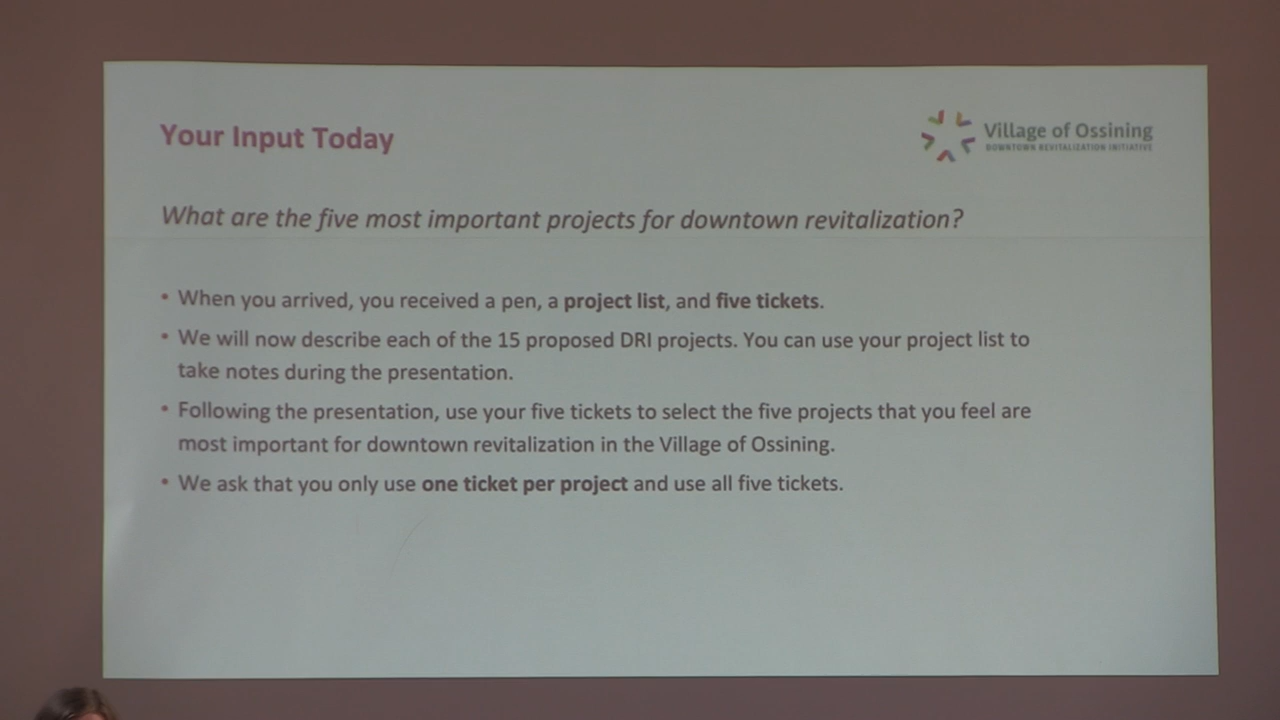 Your Input Today
Village of Ossining
DOWNTOWN REVITALIZATION INITIATIVE
What are the five most important projects for downtown revitalization?
• When you arrived, you received a pen, a project list, and five tickets.
• We will now describe each of the 15 proposed DRI projects. You can use your project list to
take notes during the presentation.
• Following the presentation, use your five tickets to select the five projects that you feel are
most important for downtown revitalization in the Village of Ossining.
• We ask that you only use one ticket per project and use all five tickets.